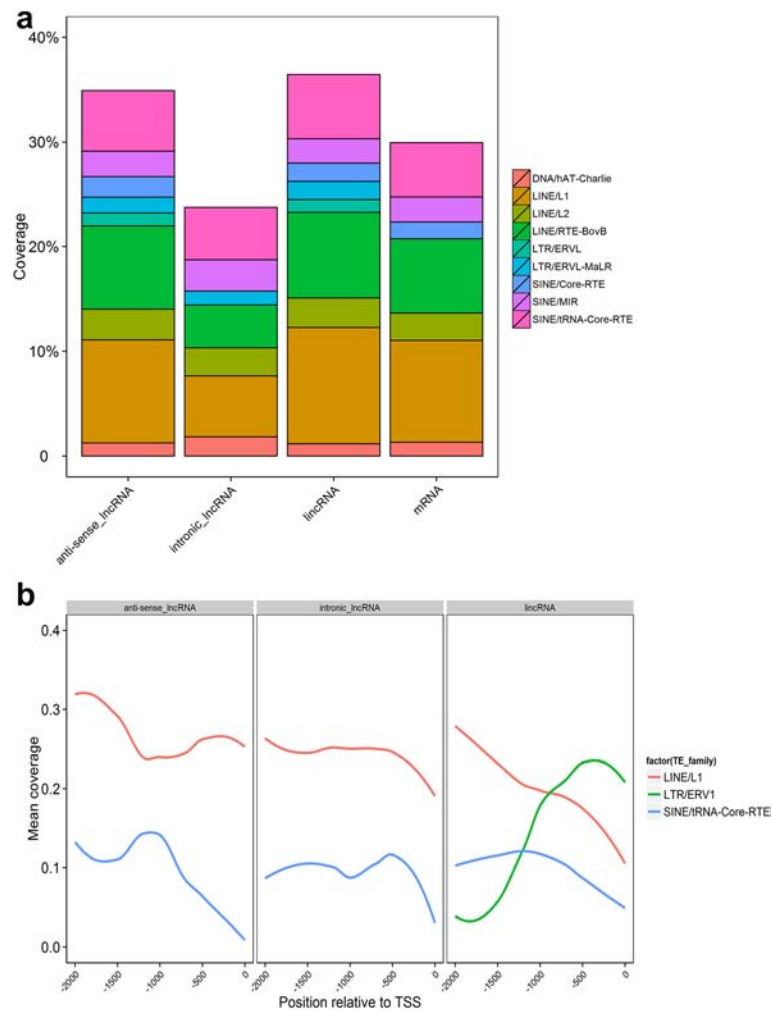 a
40%
30%
20%
10%
0
Coverage
anti-sense_lncRNA
intronic_lncRNA
lincRNA
mRNA
DNA/hAT-Charlie
LINE/L1
LINE/L2
LINE/RTE-BovB
LTR/ERVL
LTR/ERVL-MaLR
SINE/Core-RTE
SINE/MIR
SINE/tRNA-Core-RTE
b
anti-sense_lncRNA
intronic_lncRNA
lincRNA
0.4
0.3
0.2
0.1
0.0
Mean coverage
-2000
-1500
-1000
-500
0
-2000
-1500
-1000
-500
0
-2000
-1500
-1000
-500
0
Position relative to TSS
factor(TE_family)
LINE/L1
LTR/ERV1
SINE/tRNA-Core-RTE